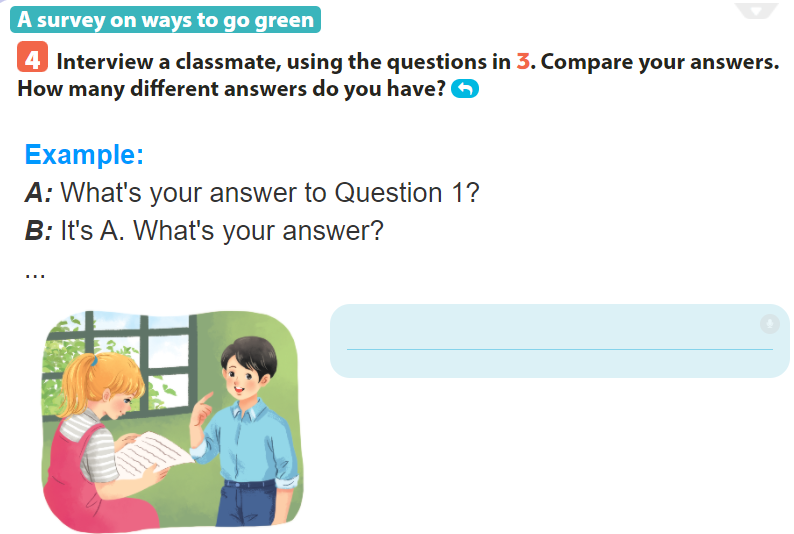 A survey on ways to go green
4 Interview a classmate, using the questions in 3. Compare your answers.
How many different answers do you have?
Example:
A: What's your answer to Question 1?
B: It's A. What's your answer?
...